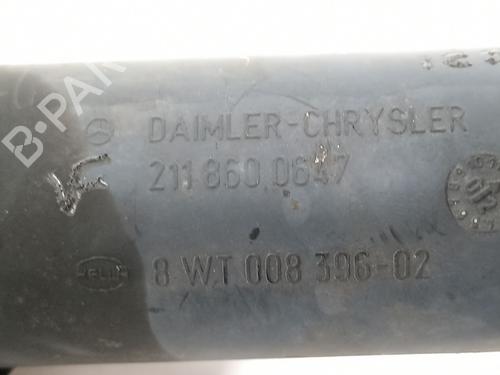 B-PAR
DAIMLER-CHRYSLER
211 860 0647
HELLA
8 WT 008 396-02